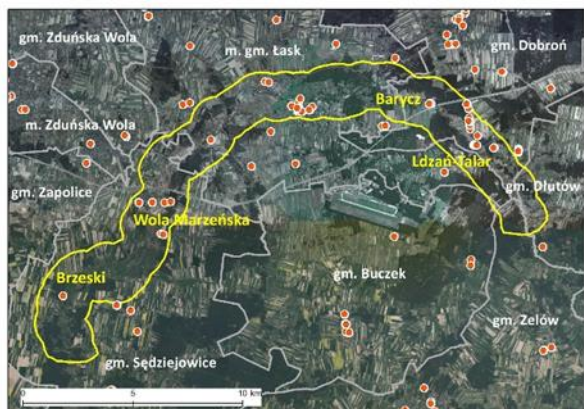 gm. Zduńska Wola
m. gm. Łask
gm. Dobroń
Barycz
m. Zduńska Wola
Ldzań-Talar
gm. Zapolice
gm. Dłutów
Wola Marzeńska
Brzeski
gm. Buczek
gm. Zelów
gm. Sędziejowice
0 5 10 km